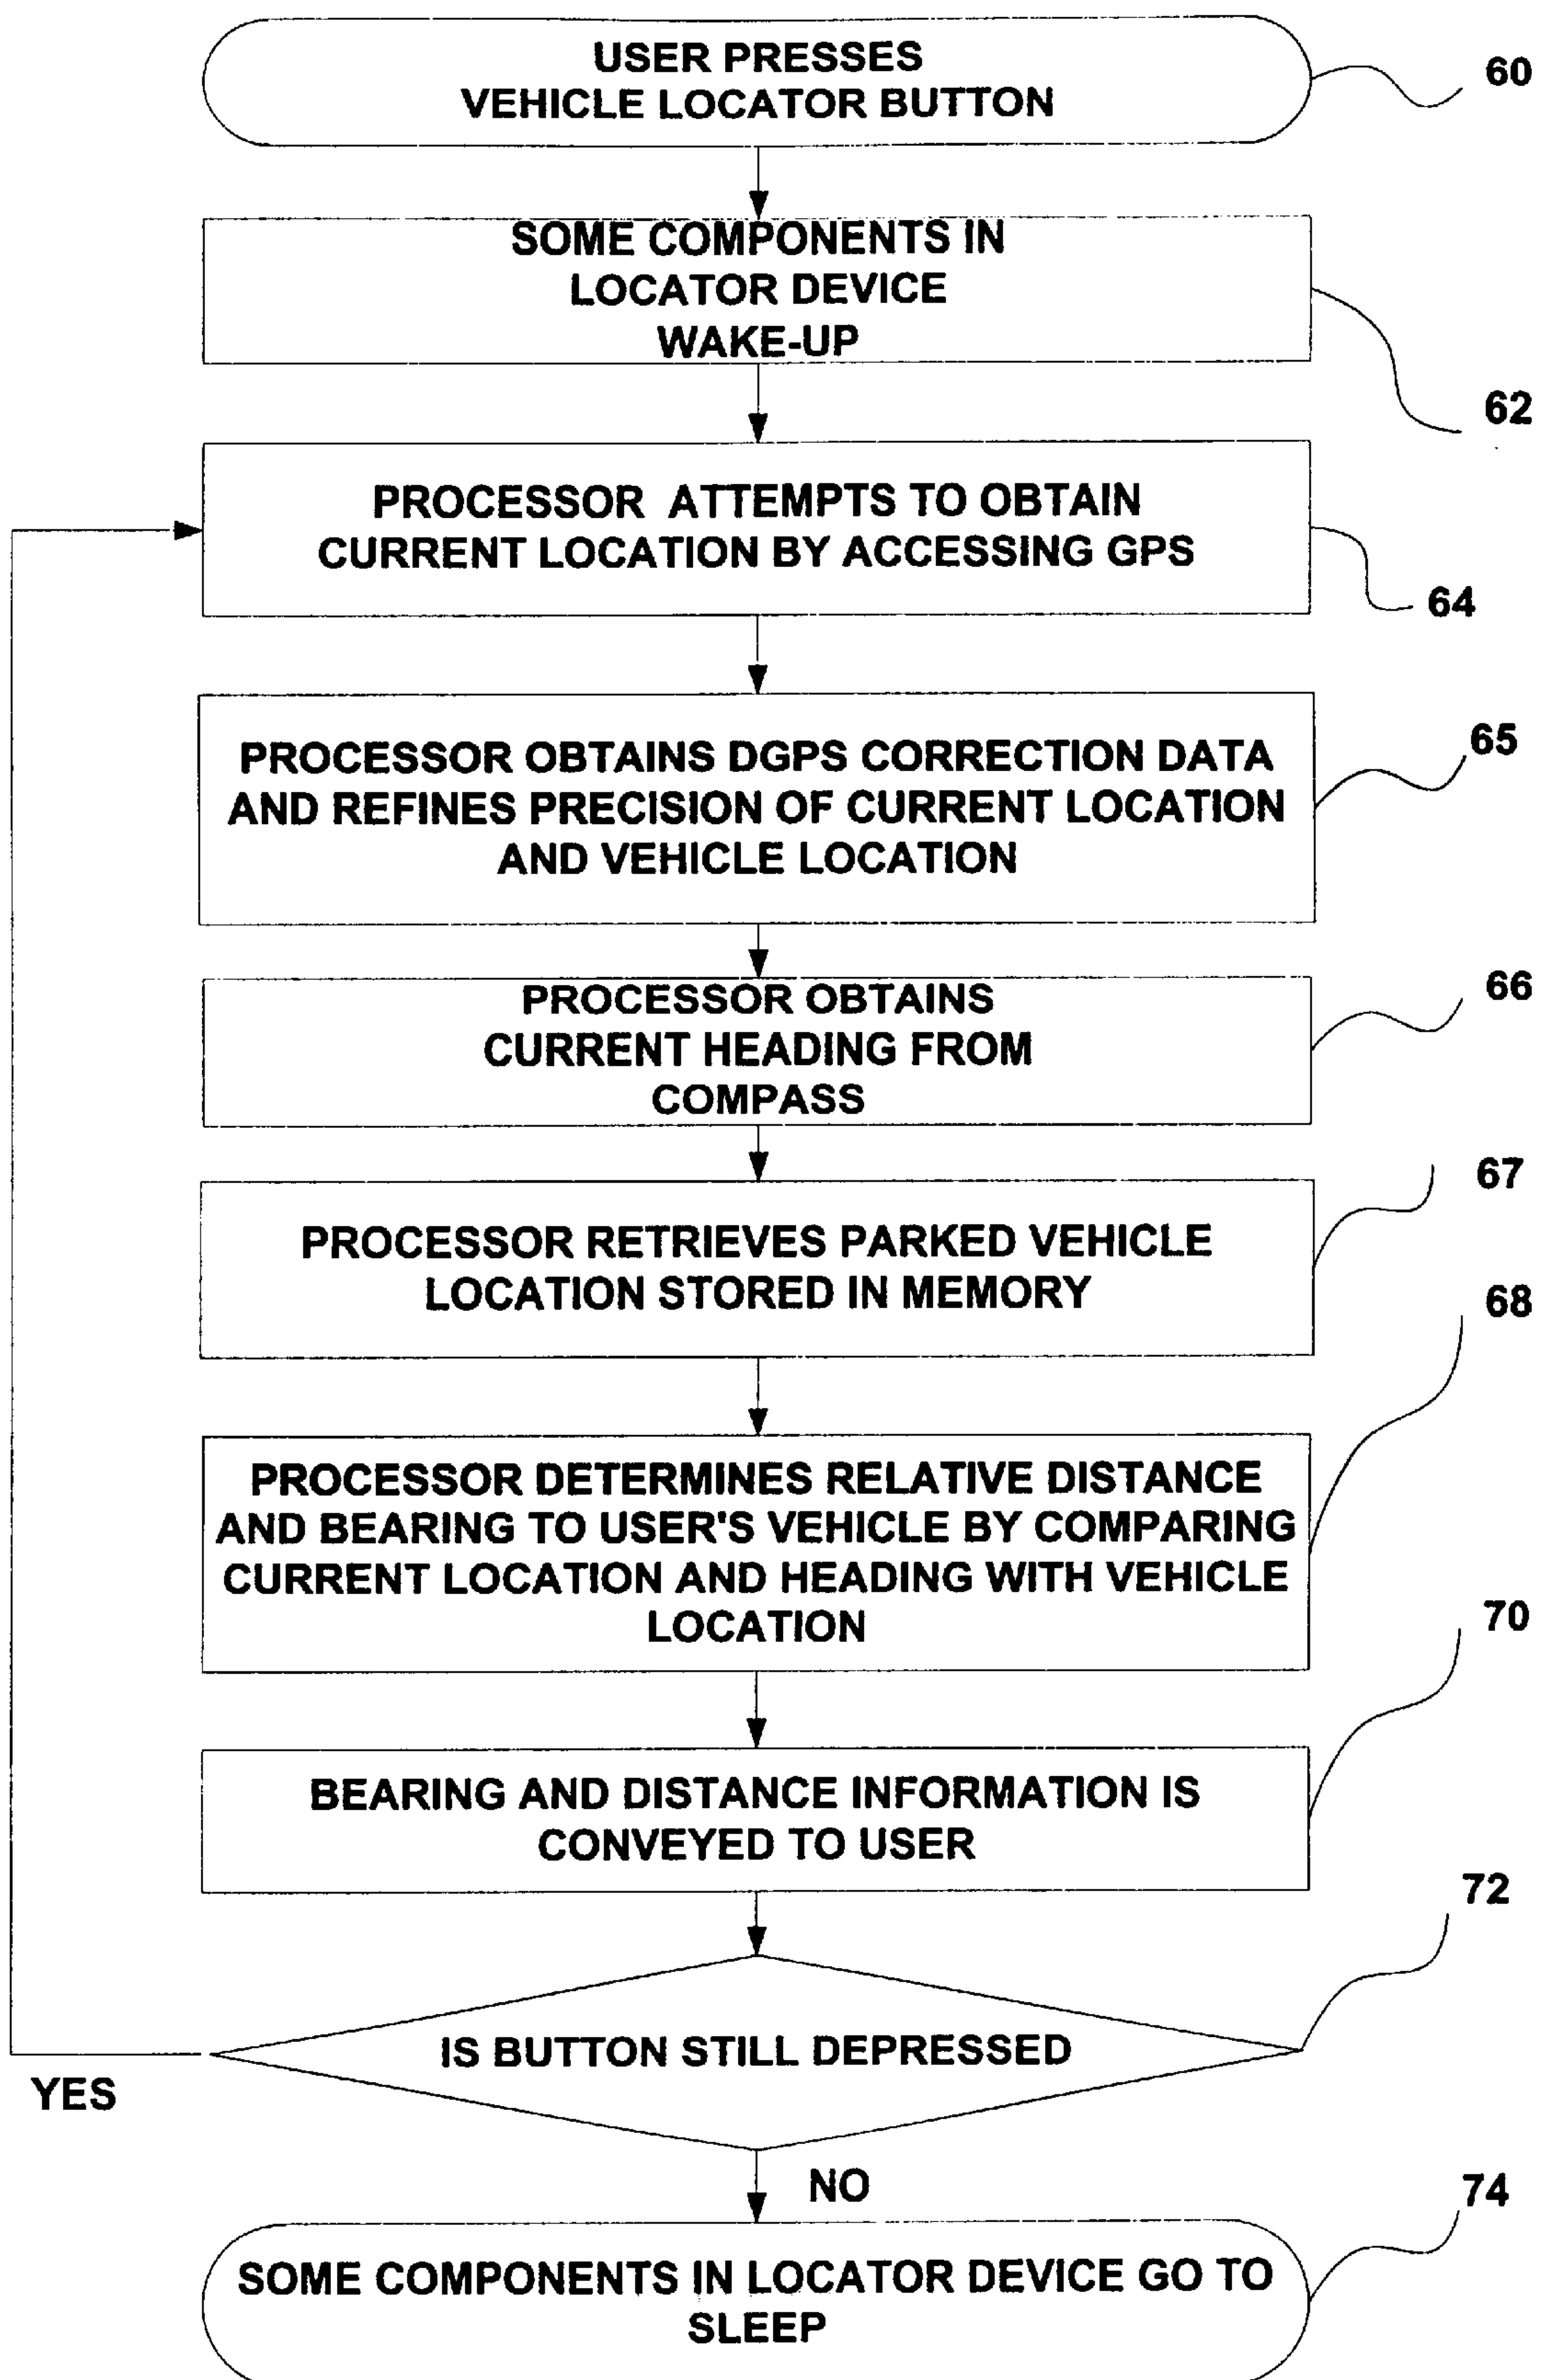 USER PRESSES
VEHICLE LOCATOR BUTTON
60
SOME COMPONENTS IN
LOCATOR DEVICE
WAKE-UP
62
PROCESSOR ATTEMPTS TO OBTAIN
CURRENT LOCATION BY ACCESSING GPS
64
PROCESSOR OBTAINS DGPS CORRECTION DATA
AND REFINES PRECISION OF CURRENT LOCATION
AND VEHICLE LOCATION
65
PROCESSOR OBTAINS
CURRENT HEADING FROM
COMPASS
66
PROCESSOR RETRIEVES PARKED VEHICLE
LOCATION STORED IN MEMORY
67
PROCESSOR DETERMINES RELATIVE DISTANCE
AND BEARING TO USER'S VEHICLE BY COMPARING
CURRENT LOCATION AND HEADING WITH VEHICLE
LOCATION
68
BEARING AND DISTANCE INFORMATION IS
CONVEYED TO USER
70
IS BUTTON STILL DEPRESSED
72
YES
NO
SOME COMPONENTS IN LOCATOR DEVICE GO TO
SLEEP
74